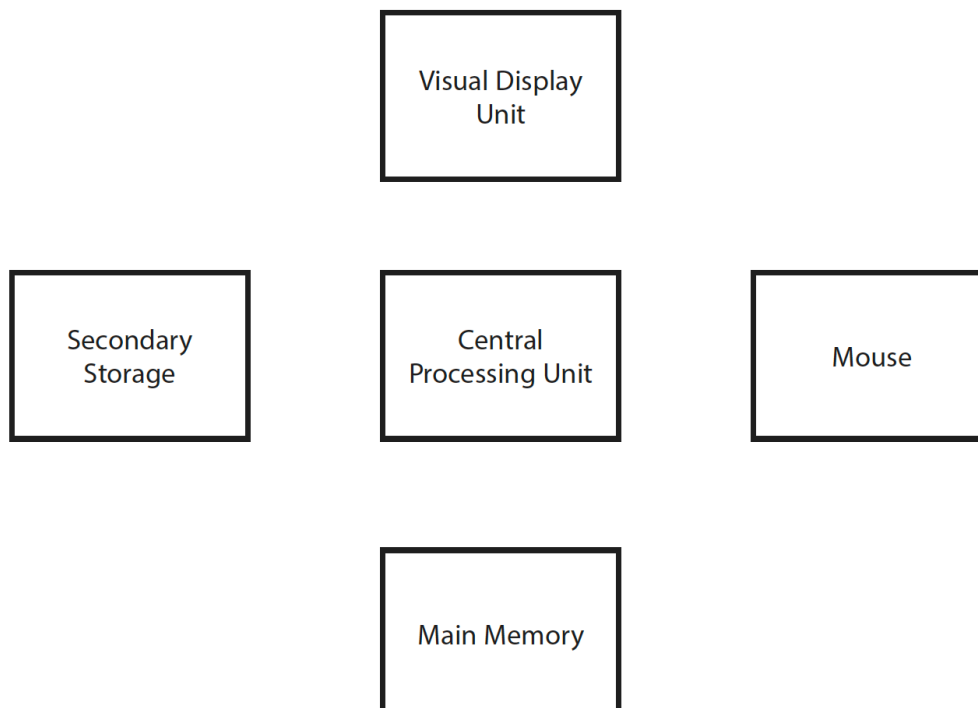 Visual Display
Unit
Secondary
Storage
Central
Processing Unit
Mouse
Main Memory